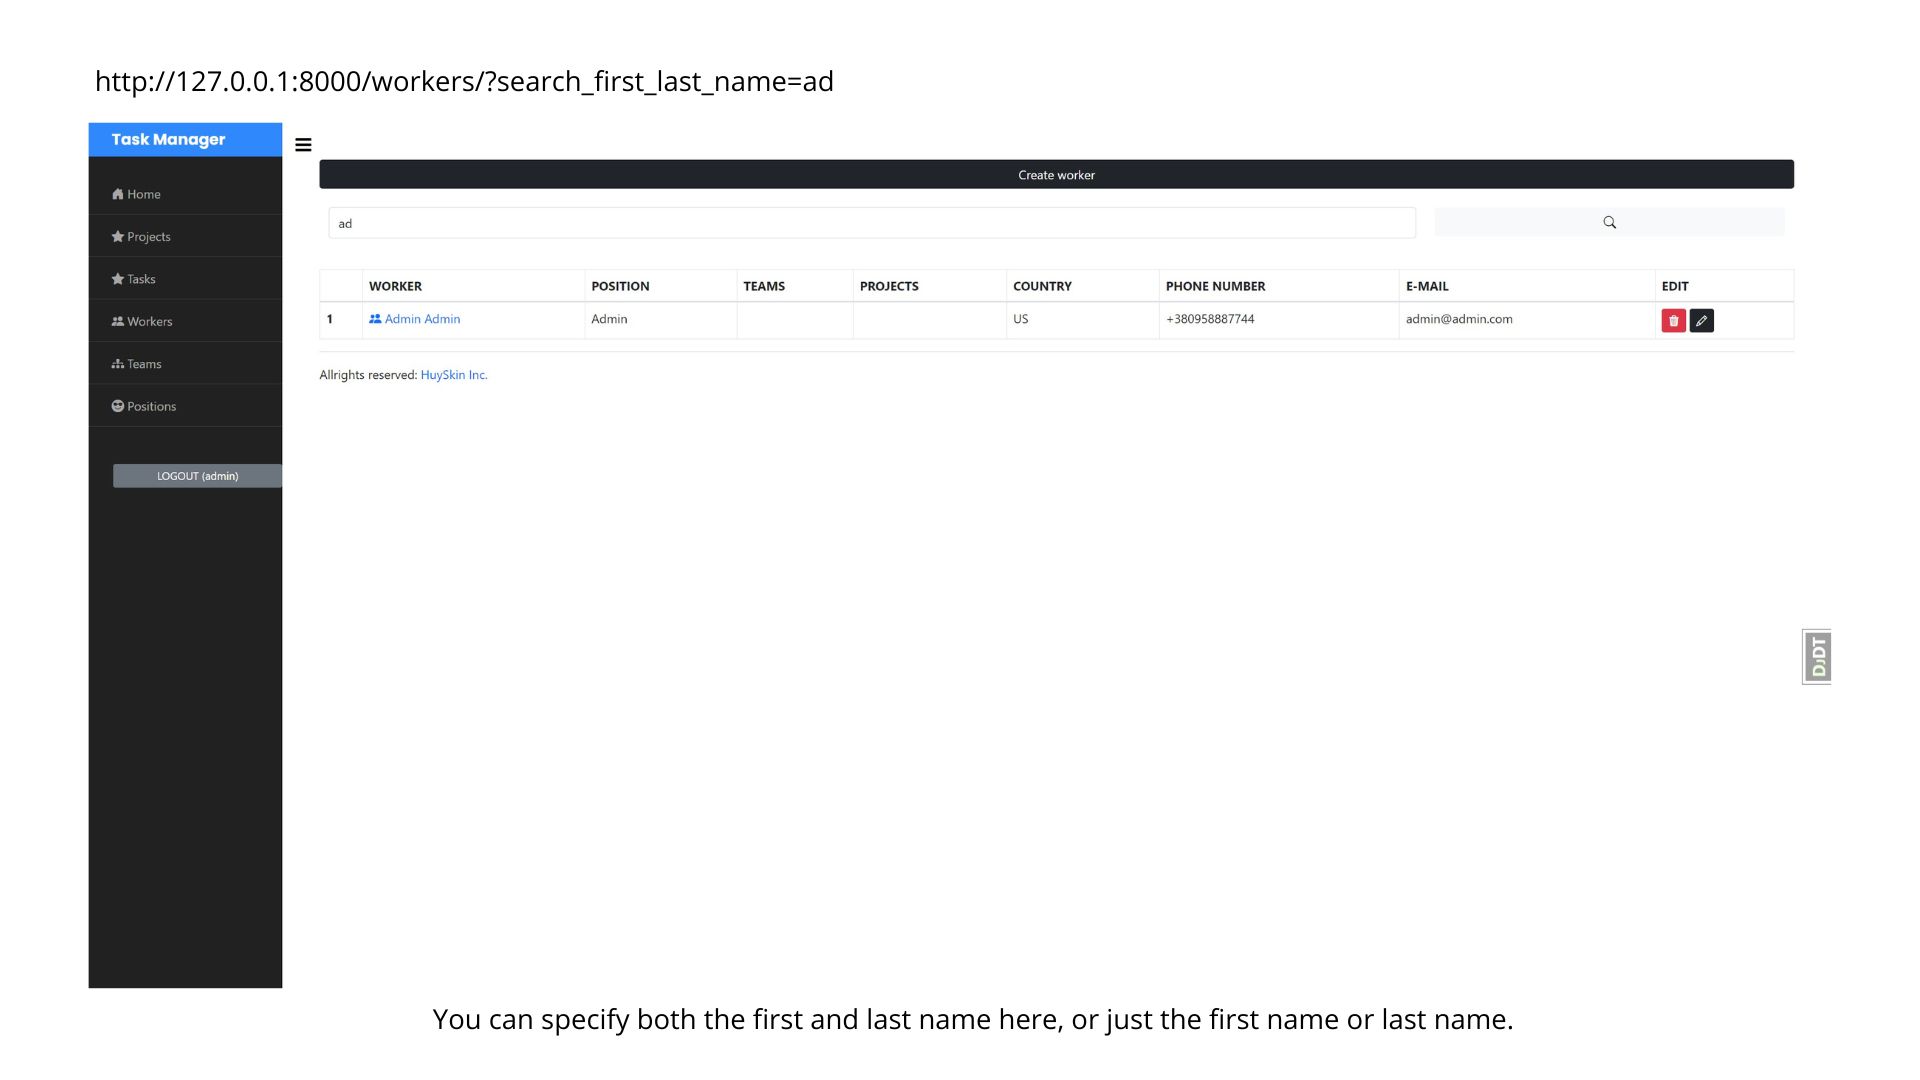 http://127.0.0.1:8000/workers/?search_first_last_name=ad
Task Manager
Home
Projects
Tasks
Workers
Teams
Positions
LOGOUT (admin)
Create worker
ad
WORKER POSITION TEAMS PROJECTS COUNTRY PHONE NUMBER E-MAIL EDIT
1 Admin Admin Admin US +380958887744 admin@admin.com
Allrights reserved: HuySkin Inc.
DJDT
You can specify both the first and last name here, or just the first name or last name.